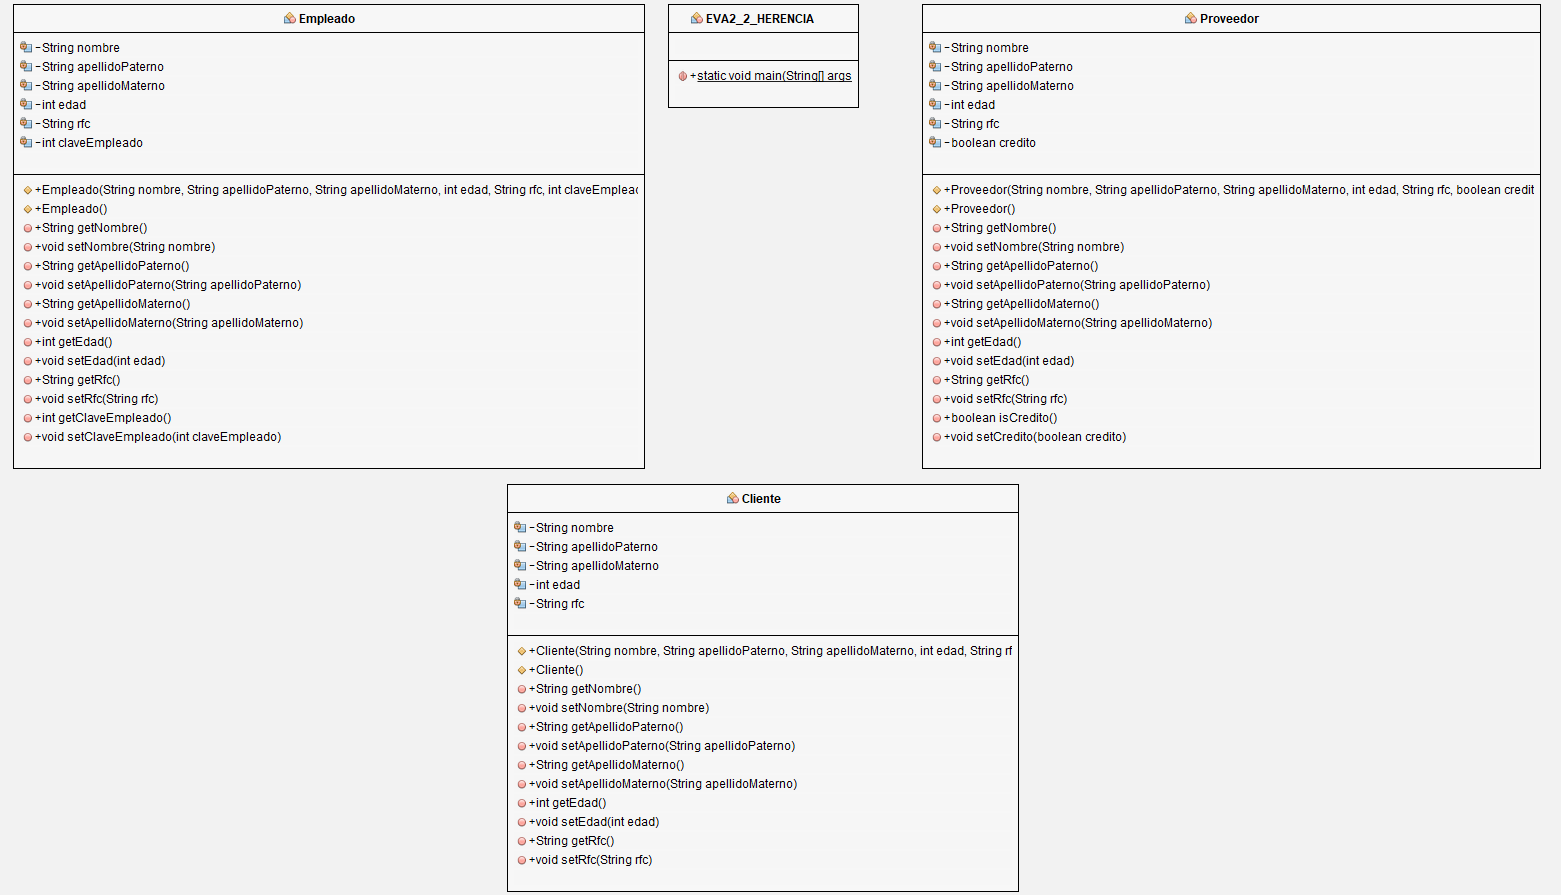 Empleado
-String nombre
-String apellidoPaterno
-String apellidoMaterno
-int edad
-String rfc
-int claveEmpleado
+Empleado(String nombre, String apellidoPaterno, String apellidoMaterno, int edad, String rfc, int claveEmplead
+Empleado()
+String getNombre()
+void setNombre(String nombre)
+String getApellidoPaterno()
+void setApellidoPaterno(String apellidoPaterno)
+String getApellidoMaterno()
+void setApellidoMaterno(String apellidoMaterno)
+int getEdad()
+void setEdad(int edad)
+String getRfc()
+void setRfc(String rfc)
+int getClaveEmpleado()
+void setClaveEmpleado(int claveEmpleado)
EVA2_2_HERENCIA
+static void main(String[] args
Proveedor
-String nombre
-String apellidoPaterno
-String apellidoMaterno
-int edad
-String rfc
-boolean credito
+Proveedor(String nombre, String apellidoPaterno, String apellidoMaterno, int edad, String rfc, boolean credit
+Proveedor()
+String getNombre()
+void setNombre(String nombre)
+String getApellidoPaterno()
+void setApellidoPaterno(String apellidoPaterno)
+String getApellidoMaterno()
+void setApellidoMaterno(String apellidoMaterno)
+int getEdad()
+void setEdad(int edad)
+String getRfc()
+void setRfc(String rfc)
+boolean isCredito()
+void setCredito(boolean credito)
Cliente
-String nombre
-String apellidoPaterno
-String apellidoMaterno
-int edad
-String rfc
+Cliente(String nombre, String apellidoPaterno, String apellidoMaterno, int edad, String rf
+Cliente()
+String getNombre()
+void setNombre(String nombre)
+String getApellidoPaterno()
+void setApellidoPaterno(String apellidoPaterno)
+String getApellidoMaterno()
+void setApellidoMaterno(String apellidoMaterno)
+int getEdad()
+void setEdad(int edad)
+String getRfc()
+void setRfc(String rfc)